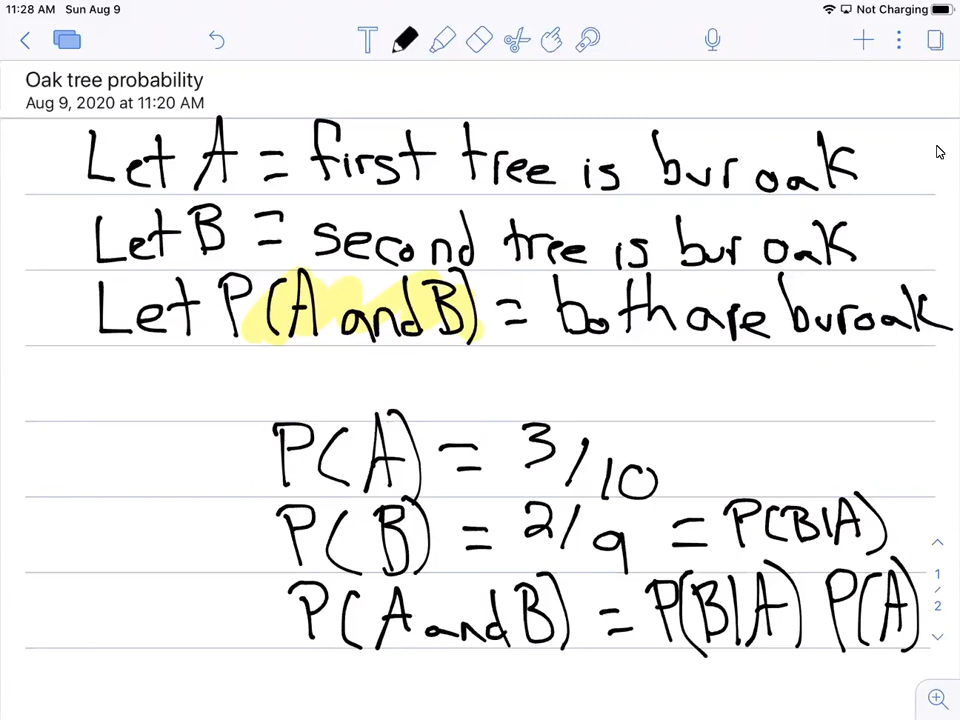 11:28 AM Sun Aug 9
Not Charging
T
Oak tree probability
Aug 9, 2020 at 11:20 AM
Let A = first tree is bur oak
Let B = second tree is bur oak
Let P(A and B) = both are bur oak
P(A) = 3/10
P(B) = 2/9 = P(B|A)
P(A and B) = P(B|A) P(A)
1
/
2